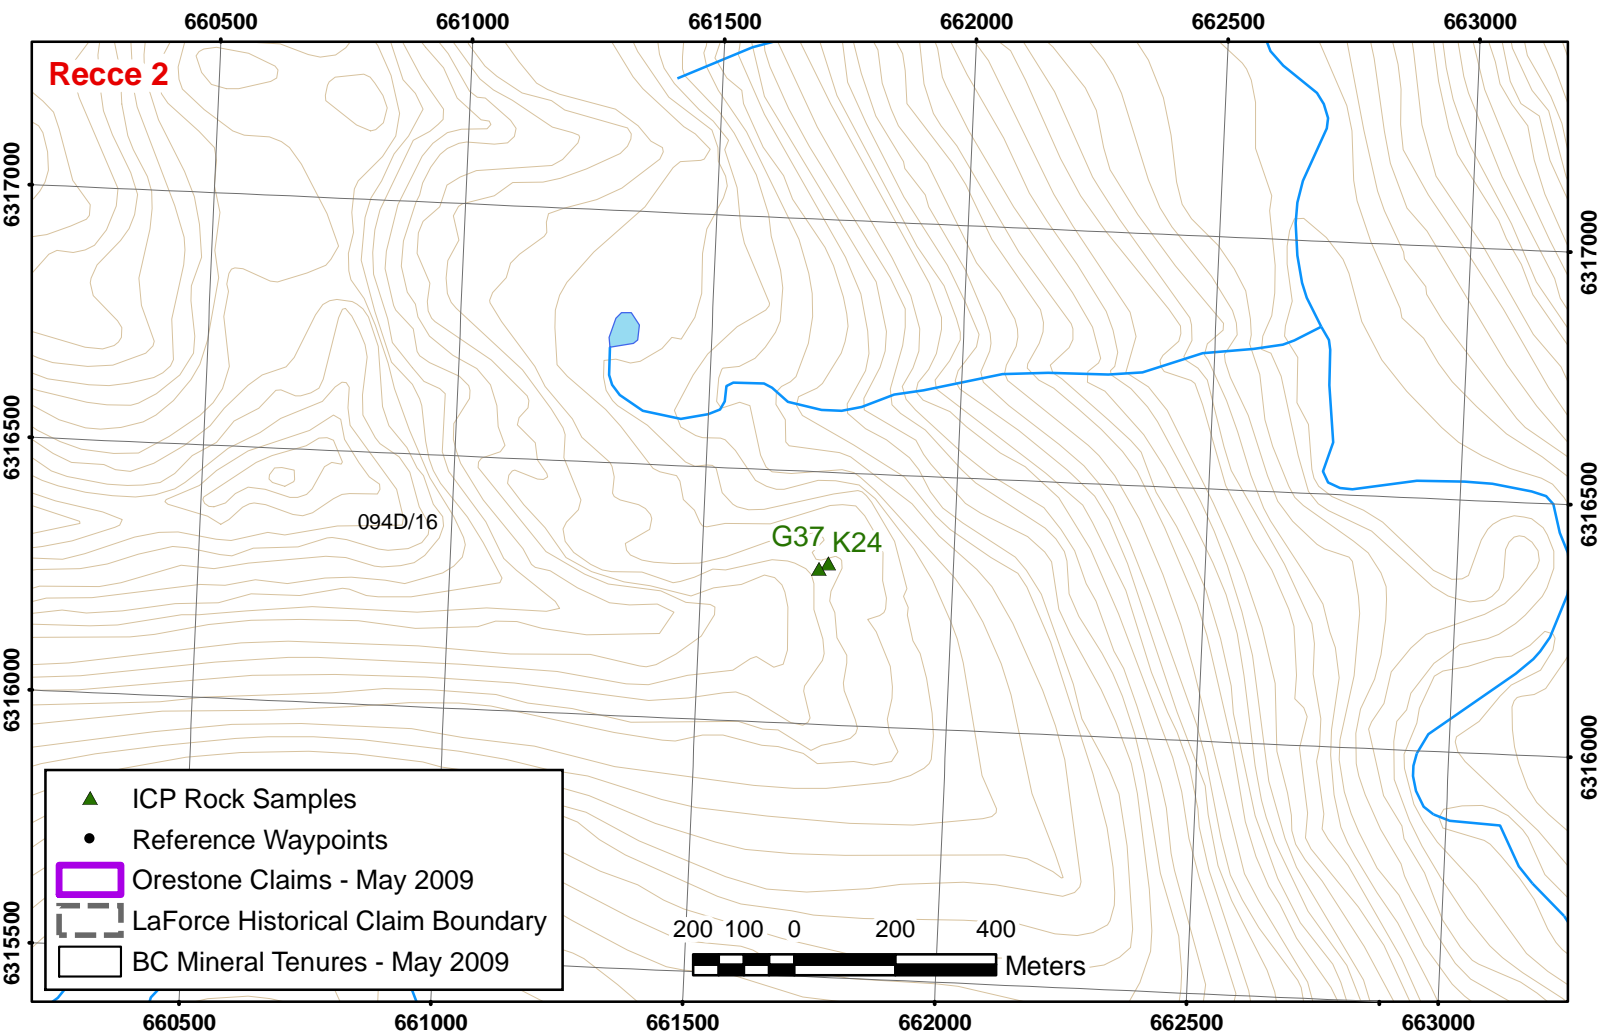 660500 661000 661500 662000 662500 663000
Recce 2
6317000
6317000
6316500
6316500
094D/16
G37 K24
6316000
6316000
ICP Rock Samples
Reference Waypoints
Orestone Claims - May 2009
LaForce Historical Claim Boundary
BC Mineral Tenures - May 2009
6315500
200 100 0 200 400
Meters
660500 661000 661500 662000 662500 663000